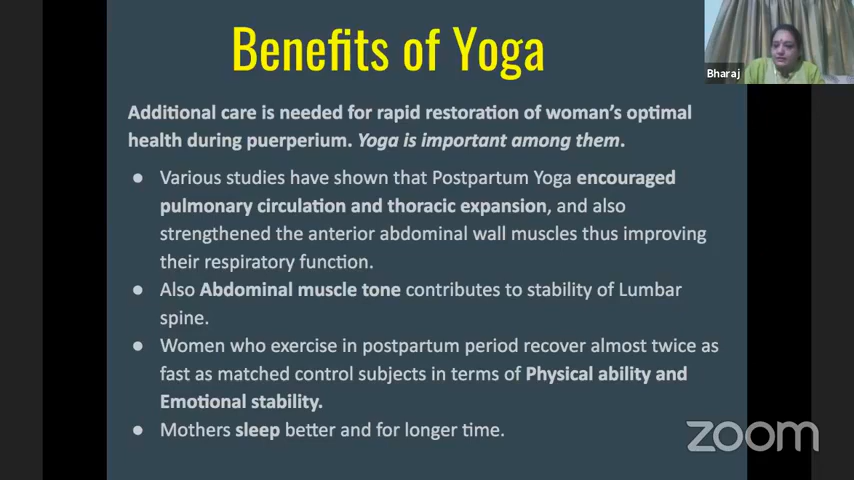 Benefits of Yoga
Bharaj
Additional care is needed for rapid restoration of woman's optimal
health during puerperium. Yoga is important among them.
● Various studies have shown that Postpartum Yoga encouraged
pulmonary circulation and thoracic expansion, and also
strengthened the anterior abdominal wall muscles thus improving
their respiratory function.
● Also Abdominal muscle tone contributes to stability of Lumbar
spine.
● Women who exercise in postpartum period recover almost twice as
fast as matched control subjects in terms of Physical ability and
Emotional stability.
● Mothers sleep better and for longer time.
zoom